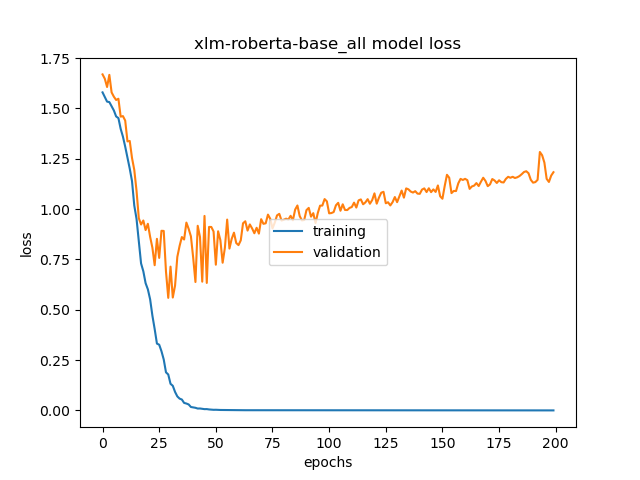 xlm-roberta-base_all model loss
1.75
1.50
1.25
1.00
0.75
0.50
0.25
0.00
loss
training
validation
0 25 50 75 100 125 150 175 200
epochs